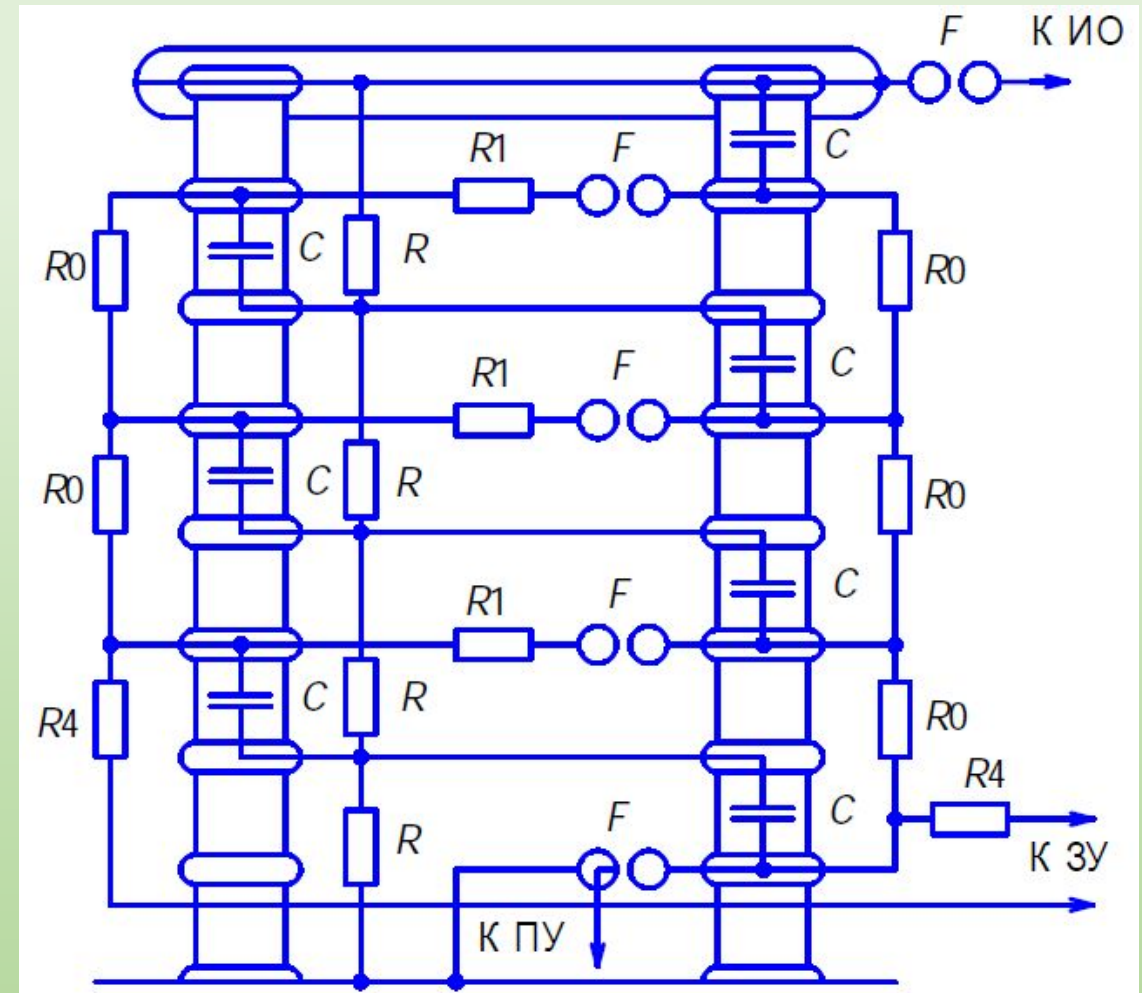 F К ИО
C
R1 F
R0 C R R0
R1 F C
R0 C R R0
R1 F C
R4 C R R0
R4
R F C
К ЗУ
К ПУ